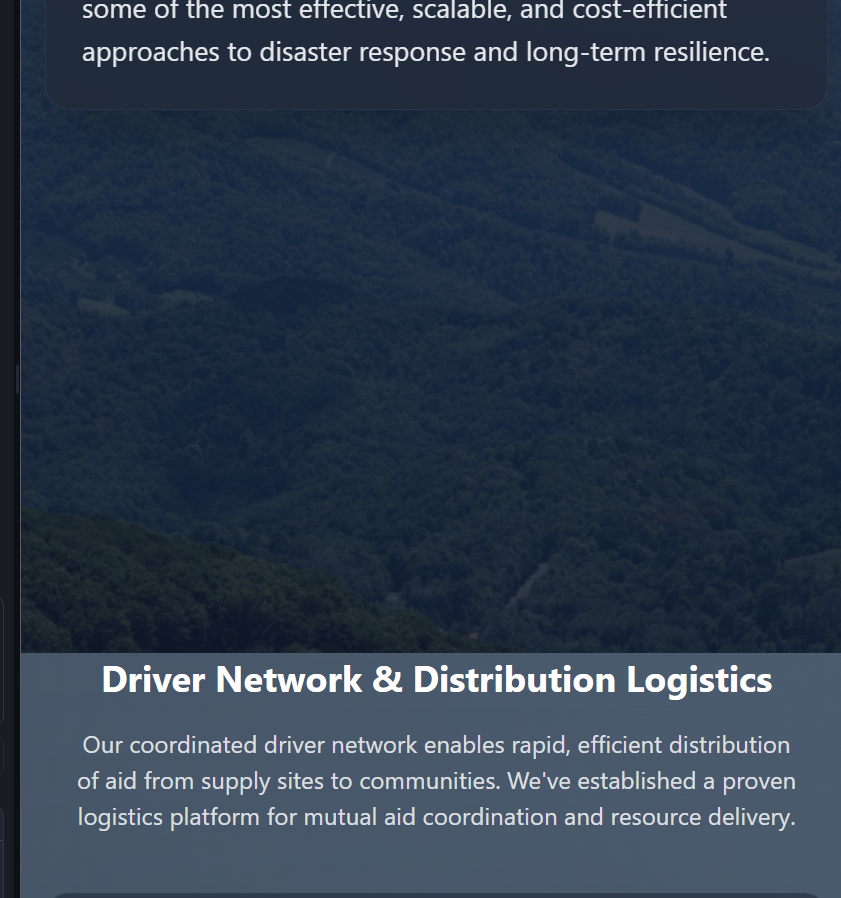 some of the most effective, scalable, and cost-efficient
approaches to disaster response and long-term resilience.
Driver Network & Distribution Logistics
Our coordinated driver network enables rapid, efficient distribution
of aid from supply sites to communities. We've established a proven
logistics platform for mutual aid coordination and resource delivery.